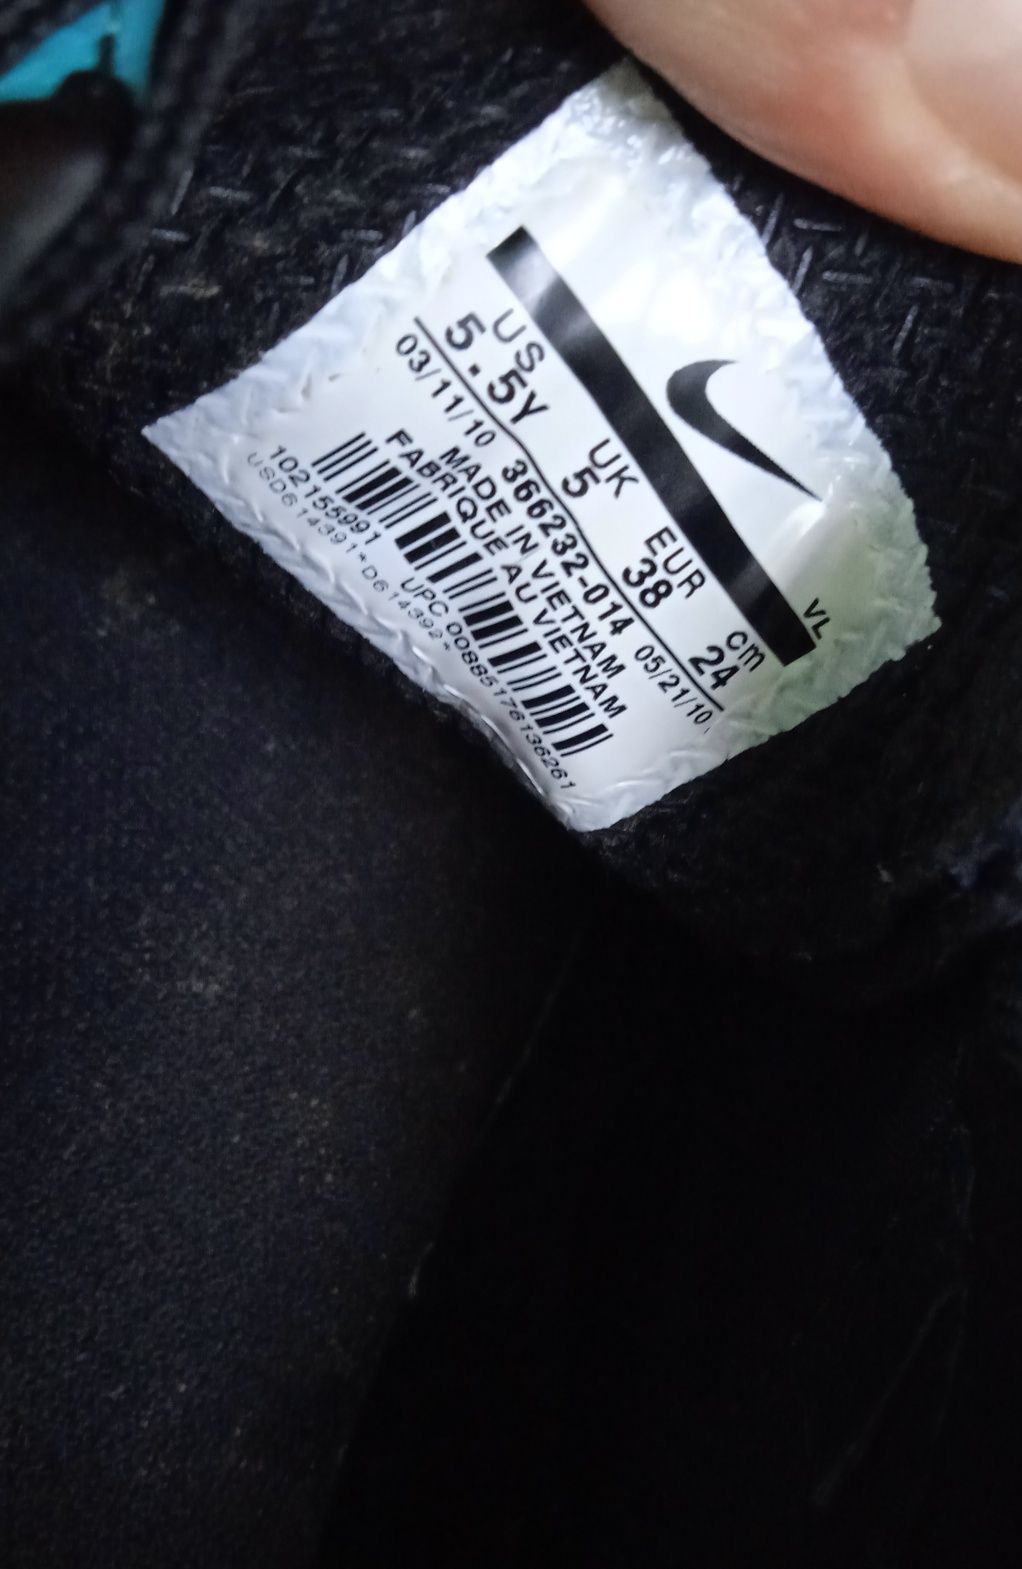 VL
US UK EUR cm
5.5Y 5 38 24
03/11/10 366232-014 05/21/10
MADE IN VIETNAM
FABRIQUE AU VIETNAM
102155991 UPC 00885176136261
USD614391*D614392*